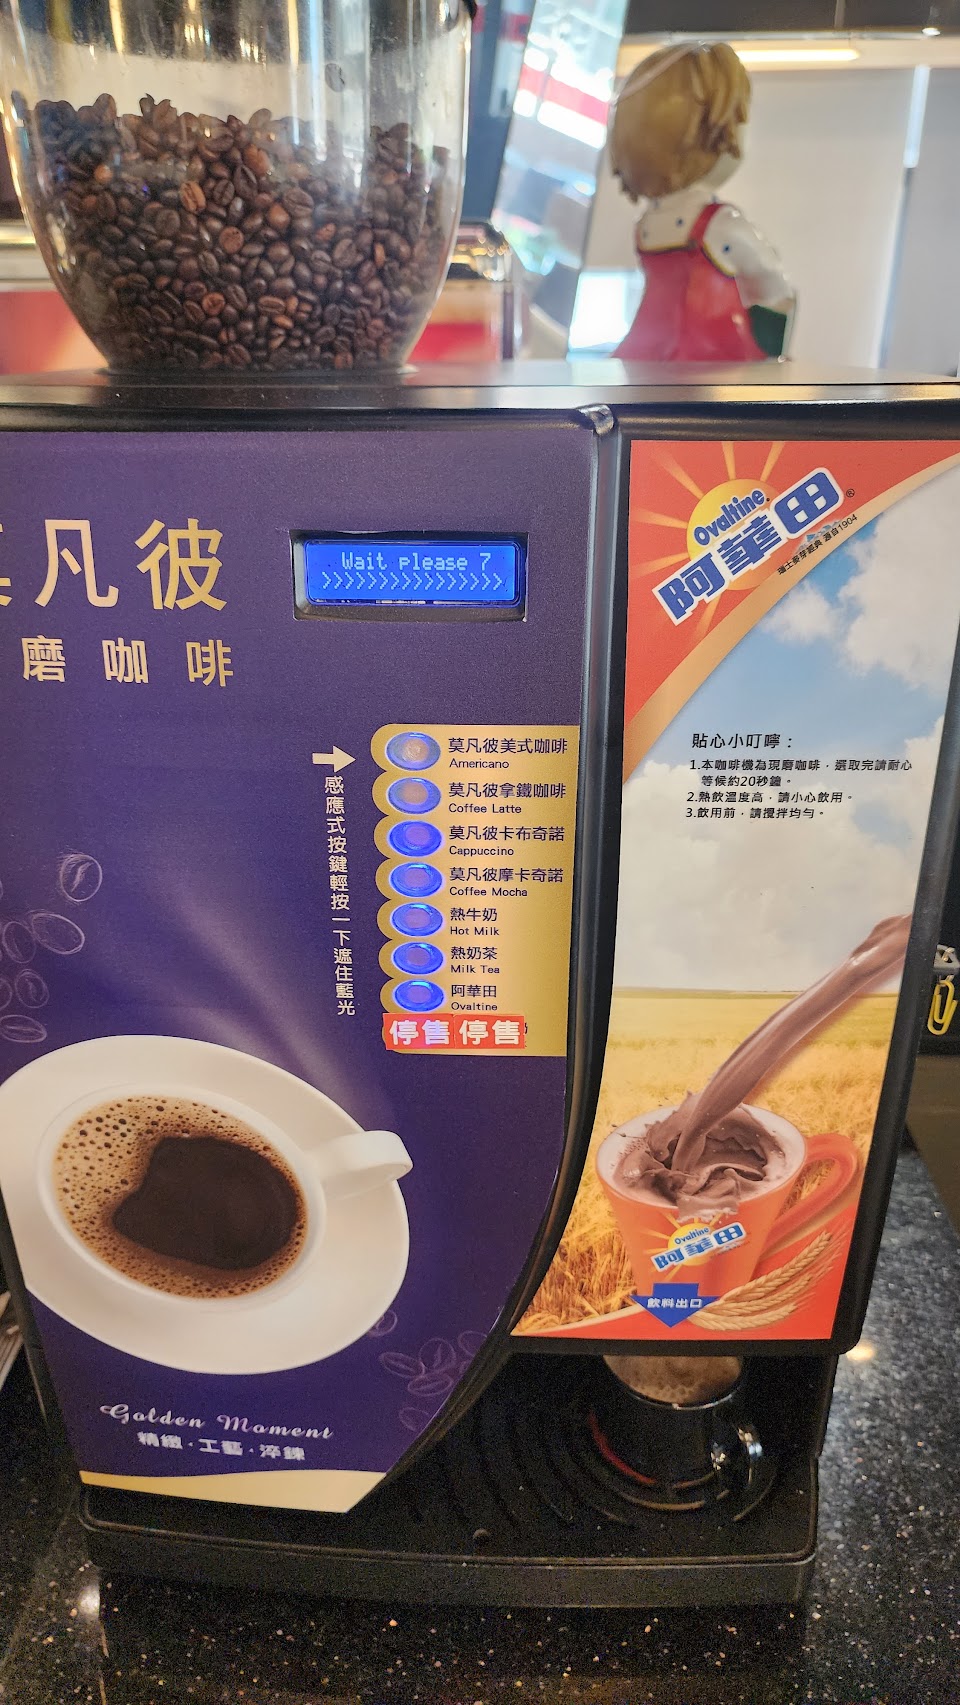 凡彼
磨咖啡
Wait please 7
》》》》》》》》》》》》》》》》
感應式按鍵輕按一下遮住藍光
莫凡彼美式咖啡
Americano
莫凡彼拿鐵咖啡
Coffee Latte
莫凡彼卡布奇諾
Cappuccino
莫凡彼摩卡奇諾
Coffee Mocha
熱牛奶
Hot Milk
熱奶茶
Milk Tea
阿華田
Ovaltine
停售 停售
Golden Moment
精緻·工藝·淬鍊
Ovaltine
阿華田®
瑞士麥芽經典 源自1904
貼心小叮嚀：
1.本咖啡機為現磨咖啡，選取完請耐心
等候約20秒鐘。
2.熱飲溫度高，請小心飲用。
3.飲用前，請攪拌均勻。
Ovaltine
阿華田
飲料出口